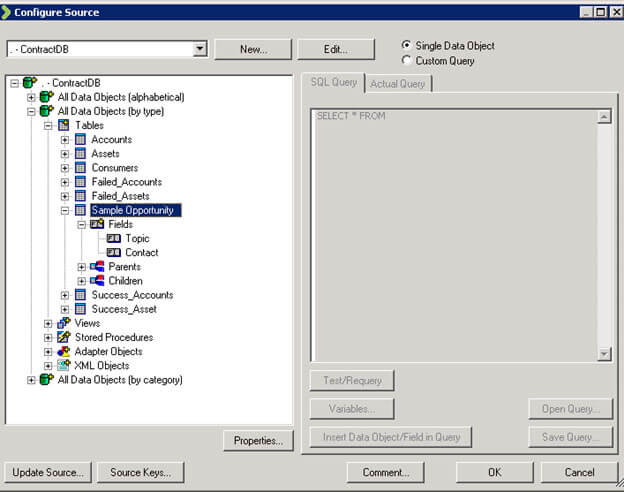 Configure Source
. - ContractDB
New...
Edit...
Single Data Object
Custom Query
. - ContractDB
All Data Objects (alphabetical)
All Data Objects (by type)
Tables
Accounts
Assets
Consumers
Failed_Accounts
Failed_Assets
Sample Opportunity
Fields
Topic
Contact
Parents
Children
Success_Accounts
Success_Asset
Views
Stored Procedures
Adapter Objects
XML Objects
All Data Objects (by category)
Properties...
Update Source...
Source Keys...
SQL Query
Actual Query
SELECT * FROM
Test/Requery
Variables...
Open Query...
Insert Data Object/Field in Query
Save Query...
Comment...
OK
Cancel